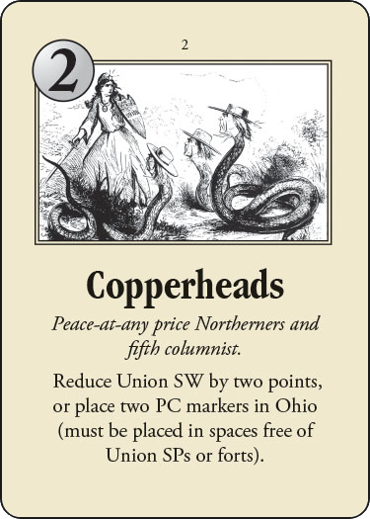 2
2
Copperheads
Peace-at-any price Northerners and
fifth columnist.
Reduce Union SW by two points,
or place two PC markers in Ohio
(must be placed in spaces free of
Union SPs or forts).